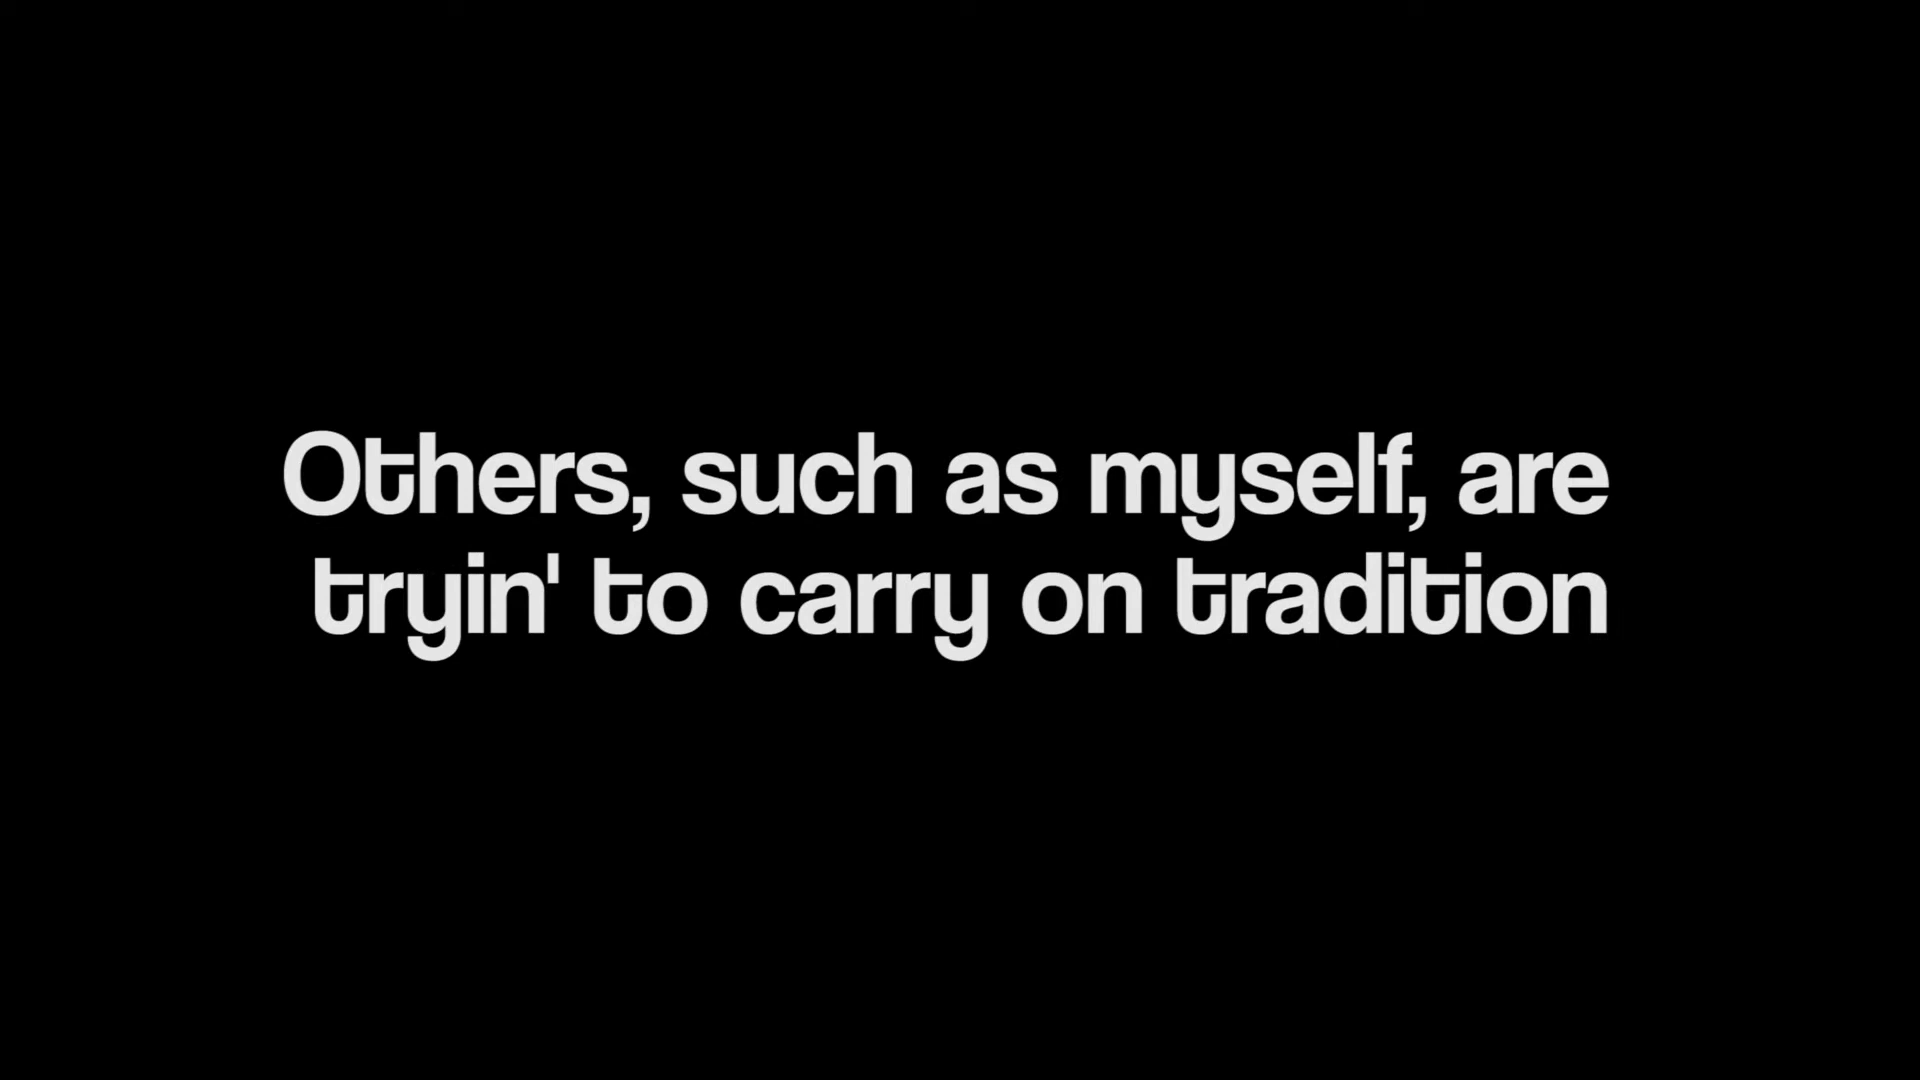 Others, such as myself, are
tryin' to carry on tradition